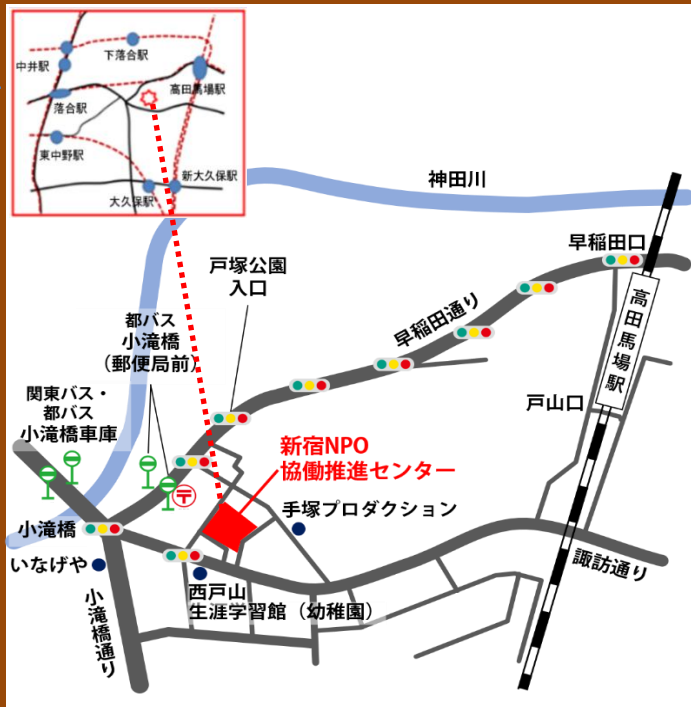 中井駅
下落合駅
高田馬場駅
落合駅
東中野駅
新大久保駅
大久保駅
神田川
早稲田口
戸塚公園
入口
早稲田通り
高田馬場駅
都バス
小滝橋
（郵便局前）
戸山口
関東バス・
都バス
小滝橋車庫
新宿NPO
協働推進センター
〒
手塚プロダクション
小滝橋
いなげや
西戸山
生涯学習館（幼稚園）
諏訪通り
小滝橋通り